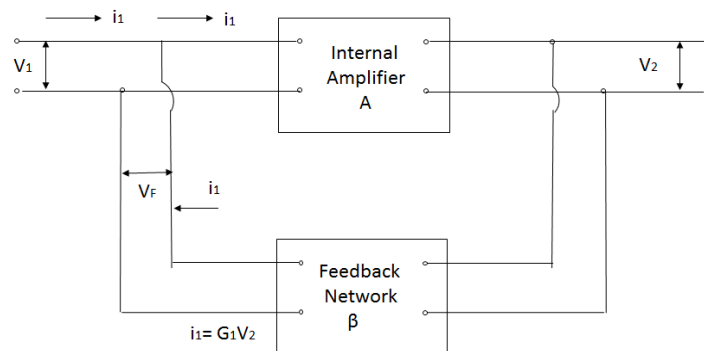 i₁ i₁
V₁
Internal
Amplifier
A
V₂
VF
i₁
Feedback
Network
β
i₁= G₁V₂